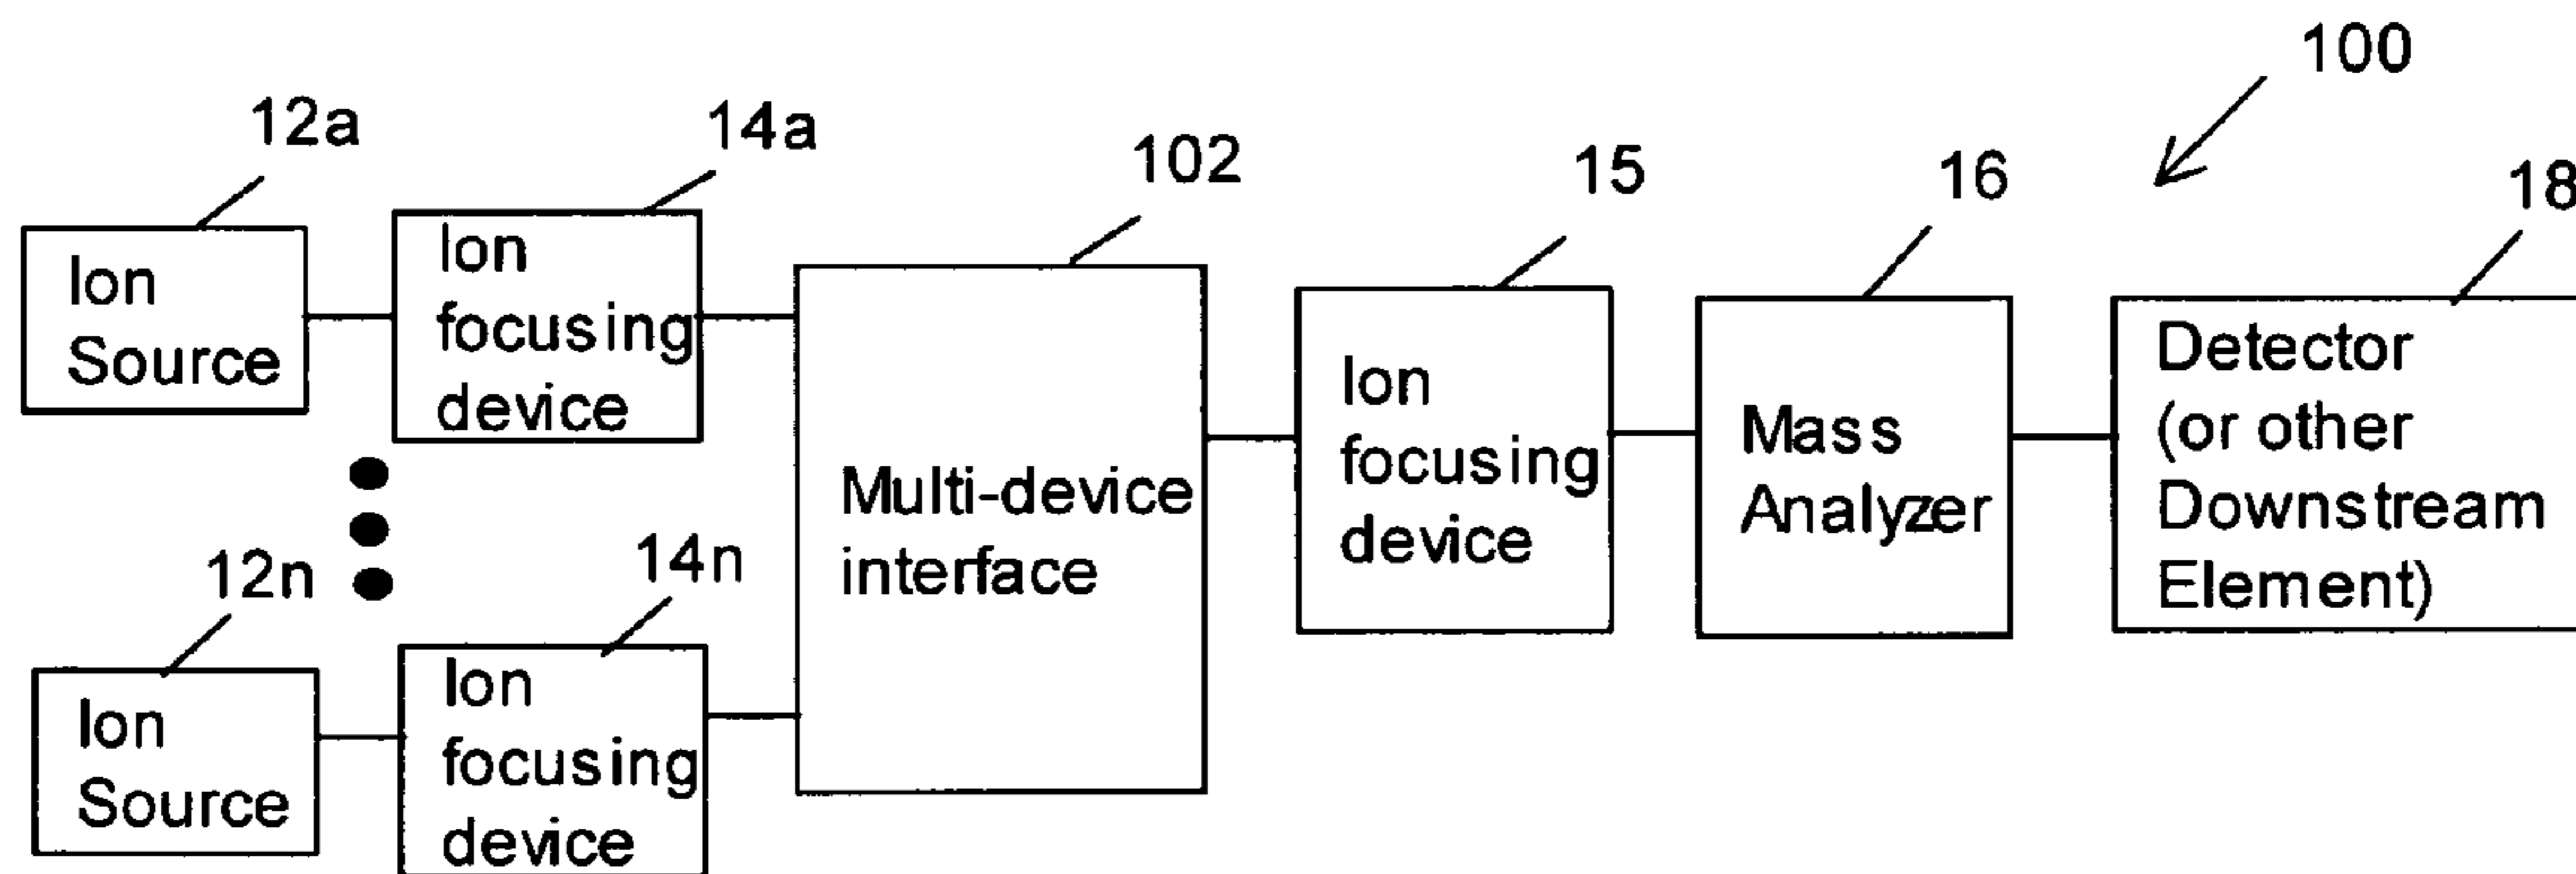 100
12a
14a
102
15
16
18
Ion
Source
Ion
focusing
device
Multi-device
interface
Ion
focusing
device
Mass
Analyzer
Detector
(or other
Downstream
Element)
12n
14n
Ion
Source
Ion
focusing
device